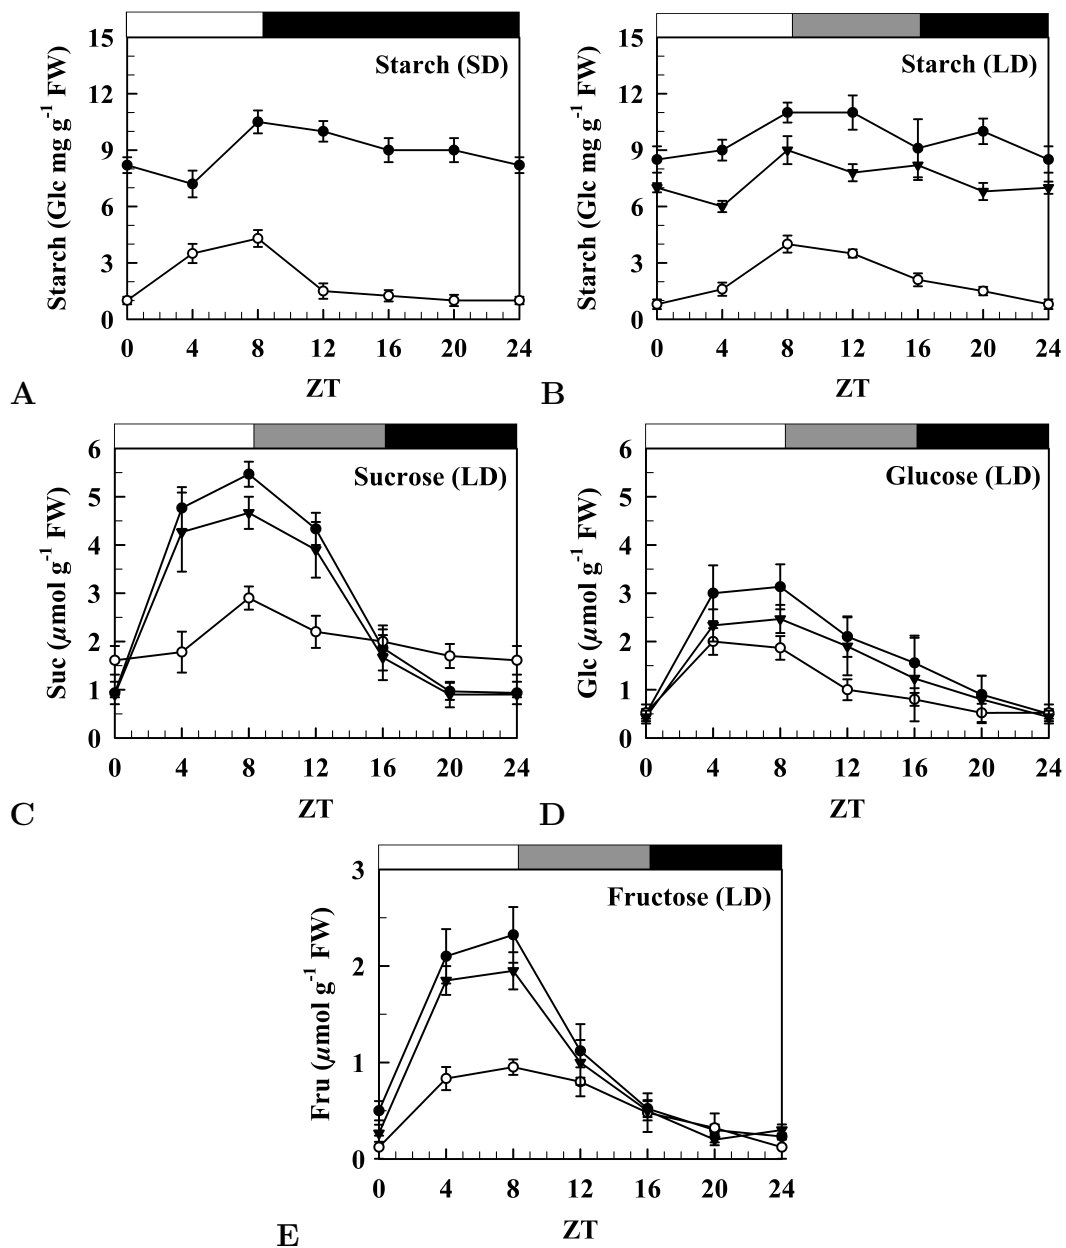 Starch (SD)
Starch (Glc mg g⁻¹ FW)
15
12
9
6
3
0
0 4 8 12 16 20 24
ZT
A
Starch (LD)
Starch (Glc mg g⁻¹ FW)
15
12
9
6
3
0
0 4 8 12 16 20 24
ZT
B
Sucrose (LD)
Suc (µmol g⁻¹ FW)
6
5
4
3
2
1
0
0 4 8 12 16 20 24
ZT
C
Glucose (LD)
Glc (µmol g⁻¹ FW)
6
5
4
3
2
1
0
0 4 8 12 16 20 24
ZT
D
Fructose (LD)
Fru (µmol g⁻¹ FW)
3
2
1
0
0 4 8 12 16 20 24
ZT
E